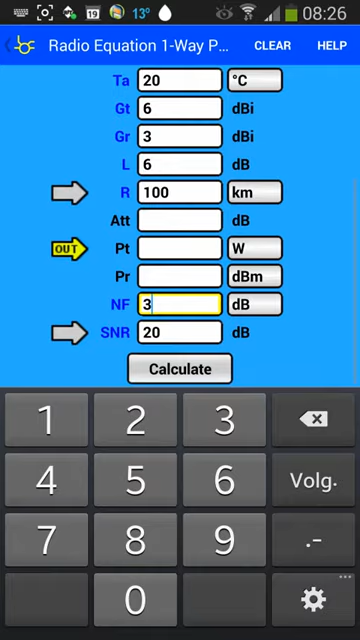 19 13° 08:26
Radio Equation 1-Way P... CLEAR HELP
Ta 20 °C
Gt 6 dBi
Gr 3 dBi
L 6 dB
R 100 km
Att dB
OUT Pt W
Pr dBm
NF 3 dB
SNR 20 dB
Calculate
1 2 3
4 5 6 Volg.
7 8 9 .-
0 ...